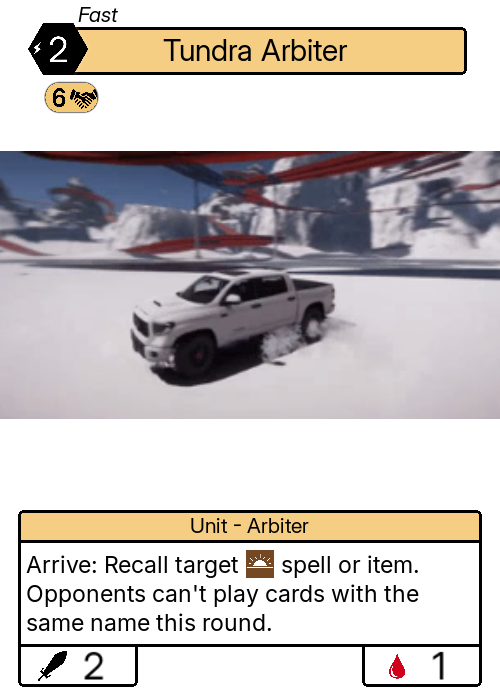 Fast
2
Tundra Arbiter
6
Unit - Arbiter
Arrive: Recall target spell or item.
Opponents can't play cards with the
same name this round.
2
1